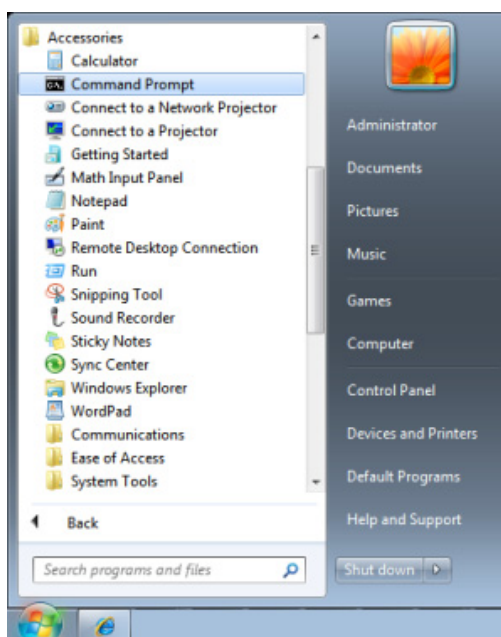 Accessories
Calculator
Command Prompt
Connect to a Network Projector
Connect to a Projector
Getting Started
Math Input Panel
Notepad
Paint
Remote Desktop Connection
Run
Snipping Tool
Sound Recorder
Sticky Notes
Sync Center
Windows Explorer
WordPad
Communications
Ease of Access
System Tools
Back
Search programs and files
Administrator
Documents
Pictures
Music
Games
Computer
Control Panel
Devices and Printers
Default Programs
Help and Support
Shut down